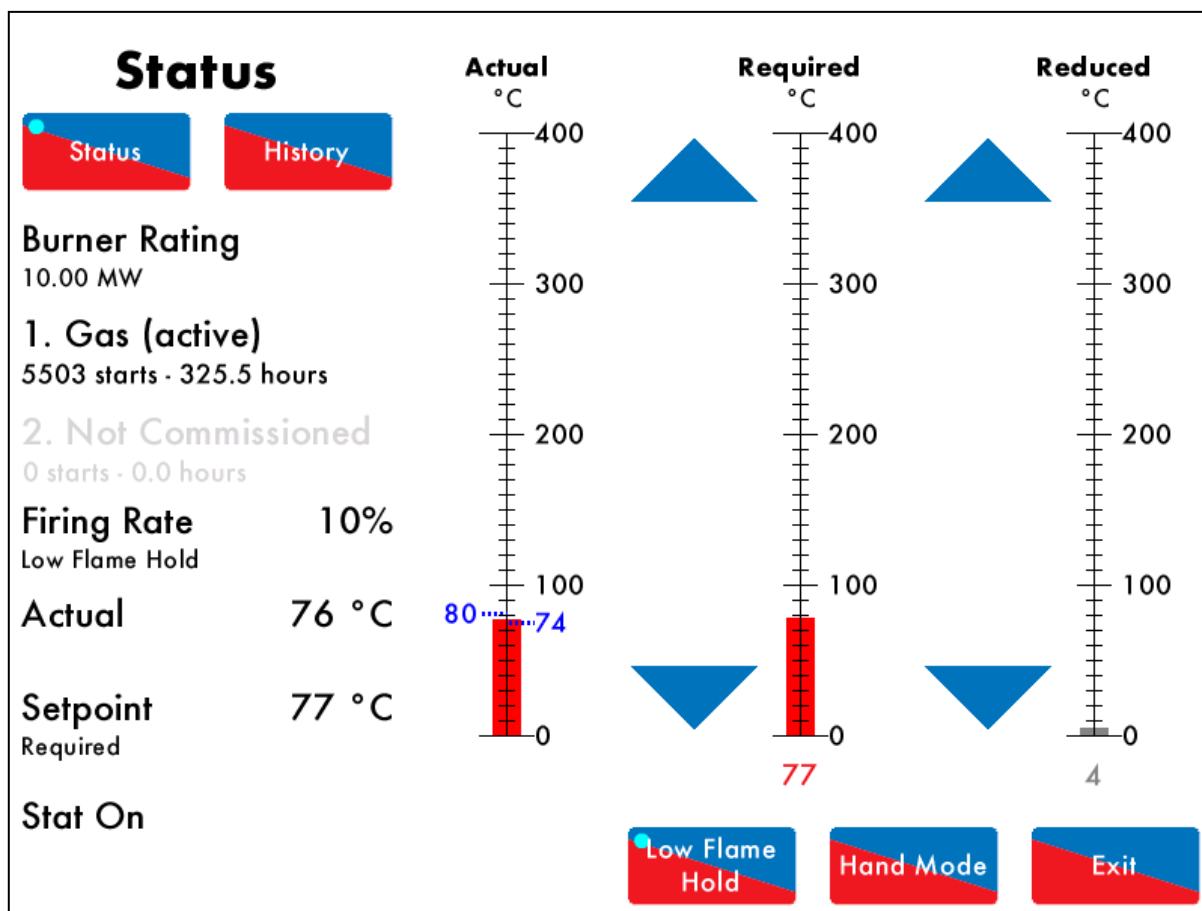 Status
Status
History
Burner Rating
10.00 MW
1. Gas (active)
5503 starts - 325.5 hours
2. Not Commissioned
0 starts - 0.0 hours
Firing Rate 10%
Low Flame Hold
Actual 76 °C
Setpoint 77 °C
Required
Stat On
Actual
°C
400
300
200
100
80
74
0
Required
°C
400
300
200
100
0
77
Reduced
°C
400
300
200
100
0
4
Low Flame
Hold
Hand Mode
Exit